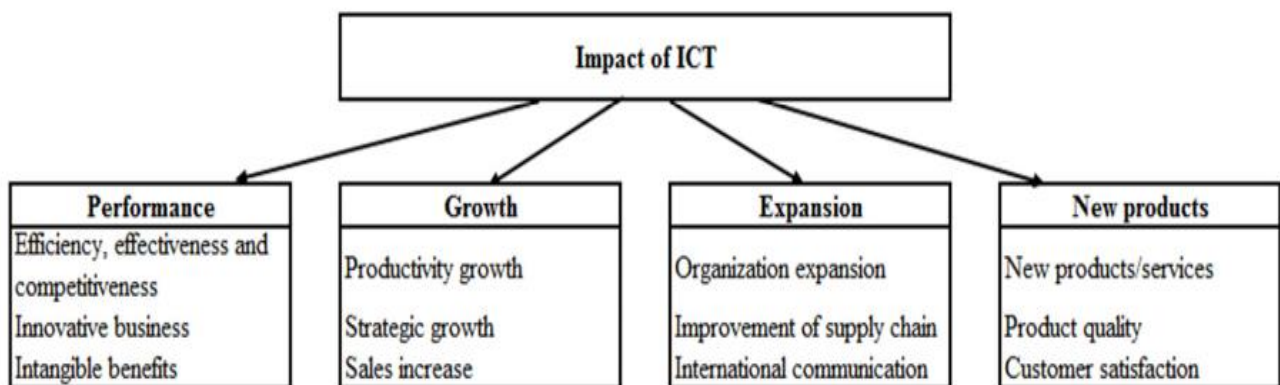 Impact of ICT
Performance
Efficiency, effectiveness and
competitiveness
Innovative business
Intangible benefits
Growth
Productivity growth
Strategic growth
Sales increase
Expansion
Organization expansion
Improvement of supply chain
International communication
New products
New products/services
Product quality
Customer satisfaction